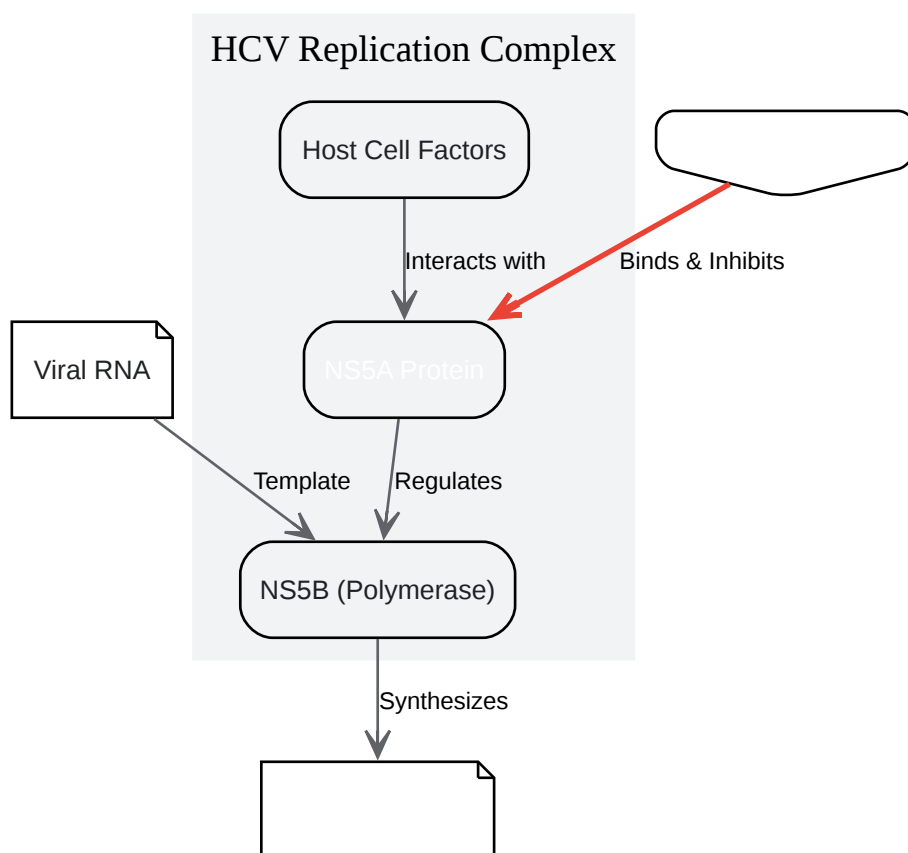 HCV Replication Complex
Host Cell Factors
Interacts with
Binds & Inhibits
Viral RNA
NS5A Protein
Template
Regulates
NS5B (Polymerase)
Synthesizes